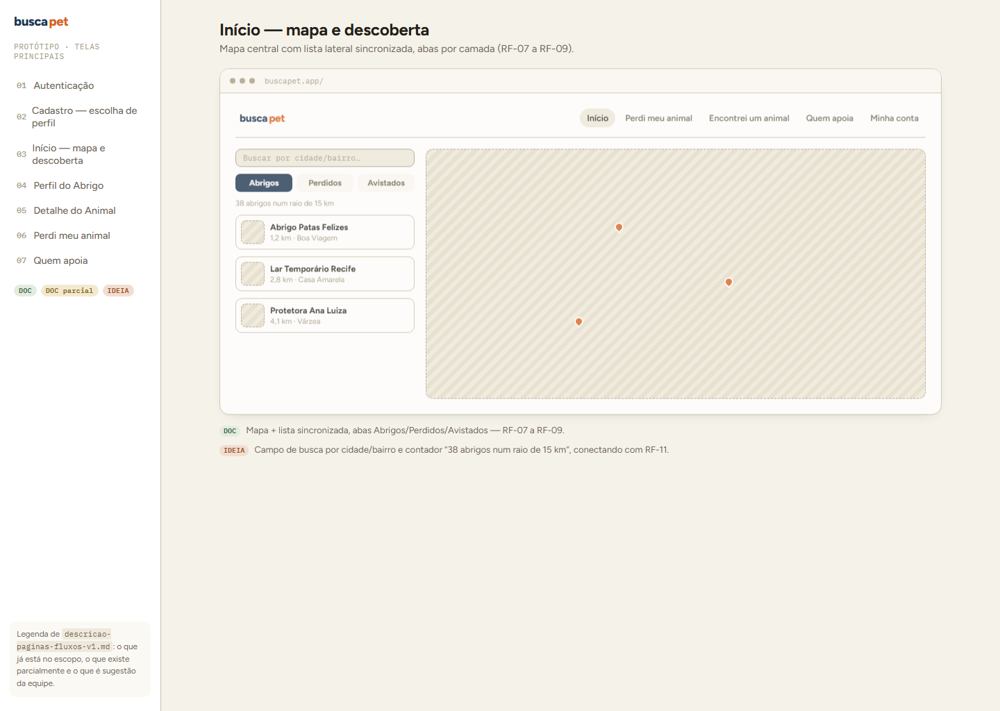 buscapet
PROTÓTIPO · TELAS
PRINCIPAIS
01 Autenticação
02 Cadastro — escolha de
perfil
03 Início — mapa e
descoberta
04 Perfil do Abrigo
05 Detalhe do Animal
06 Perdi meu animal
07 Quem apoia
DOC DOC parcial IDEIA
Legenda de descricao-
paginas-fluxos-v1.md: o que
já está no escopo, o que existe
parcialmente e o que é sugestão
da equipe.
Início — mapa e descoberta
Mapa central com lista lateral sincronizada, abas por camada (RF-07 a RF-09).
buscapet.app/
buscapet Início Perdi meu animal Encontrei um animal Quem apoia Minha conta
Buscar por cidade/bairro…
Abrigos Perdidos Avistados
38 abrigos num raio de 15 km
Abrigo Patas Felizes
1,2 km · Boa Viagem
Lar Temporário Recife
2,8 km · Casa Amarela
Protetora Ana Luiza
4,1 km · Várzea
DOC Mapa + lista sincronizada, abas Abrigos/Perdidos/Avistados — RF-07 a RF-09.
IDEIA Campo de busca por cidade/bairro e contador "38 abrigos num raio de 15 km", conectando com RF-11.